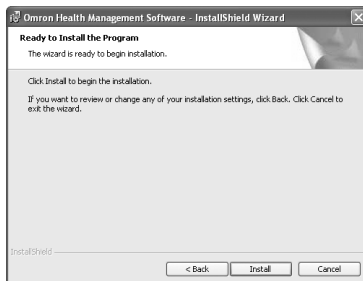 Omron Health Management Software - InstallShield Wizard
Ready to Install the Program
The wizard is ready to begin installation.
Click Install to begin the installation.
If you want to review or change any of your installation settings, click Back. Click Cancel to
exit the wizard.
InstallShield
< Back Install Cancel